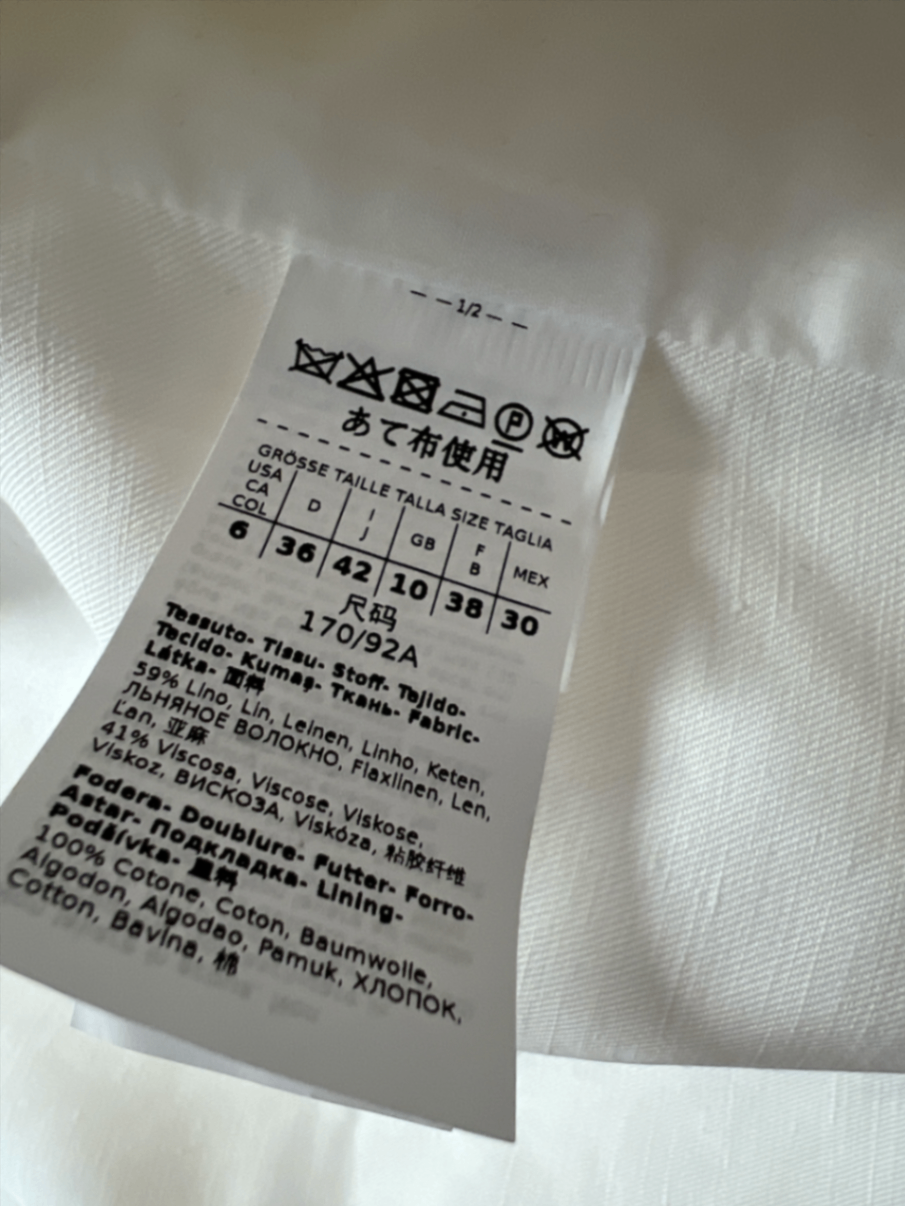 – – 1/2 – –
P W
あて布使用
GRÖSSE TAILLE TALLA SIZE TAGLIA
USA CA COL D I J GB F B MEX
6 36 42 10 38 30
尺码
170/92A
Tessuto- Tissu- Stoff- Tejido-
Tecido- Kumaş- Ткань- Fabric-
Látka- 面料
59% Lino, Lin, Leinen, Linho, Keten,
ЛЬНЯНОЕ ВОЛОКНО, Flaxlinen, Len,
Ľan, 亚麻
41% Viscosa, Viscose, Viskose,
Viskoz, ВИСКОЗА, Viskóza, 粘胶纤维
Fodera- Doublure- Futter- Forro-
Astar- Подкладка- Lining-
Podšívka- 里料
100% Cotone, Coton, Baumwolle,
Algodon, Algodao, Pamuk, ХЛОПОК,
Cotton, Bavlna, 棉